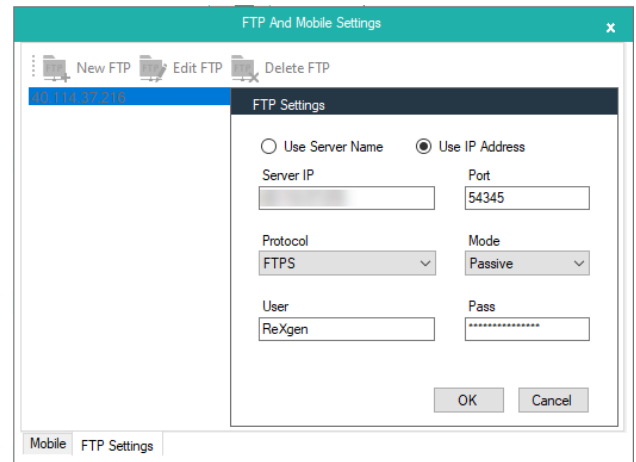 FTP And Mobile Settings x
New FTP Edit FTP Delete FTP
40.114.37.216
FTP Settings
Use Server Name Use IP Address
Server IP Port
54345
Protocol Mode
FTPS Passive
User Pass
ReXgen ***************
OK Cancel
Mobile FTP Settings